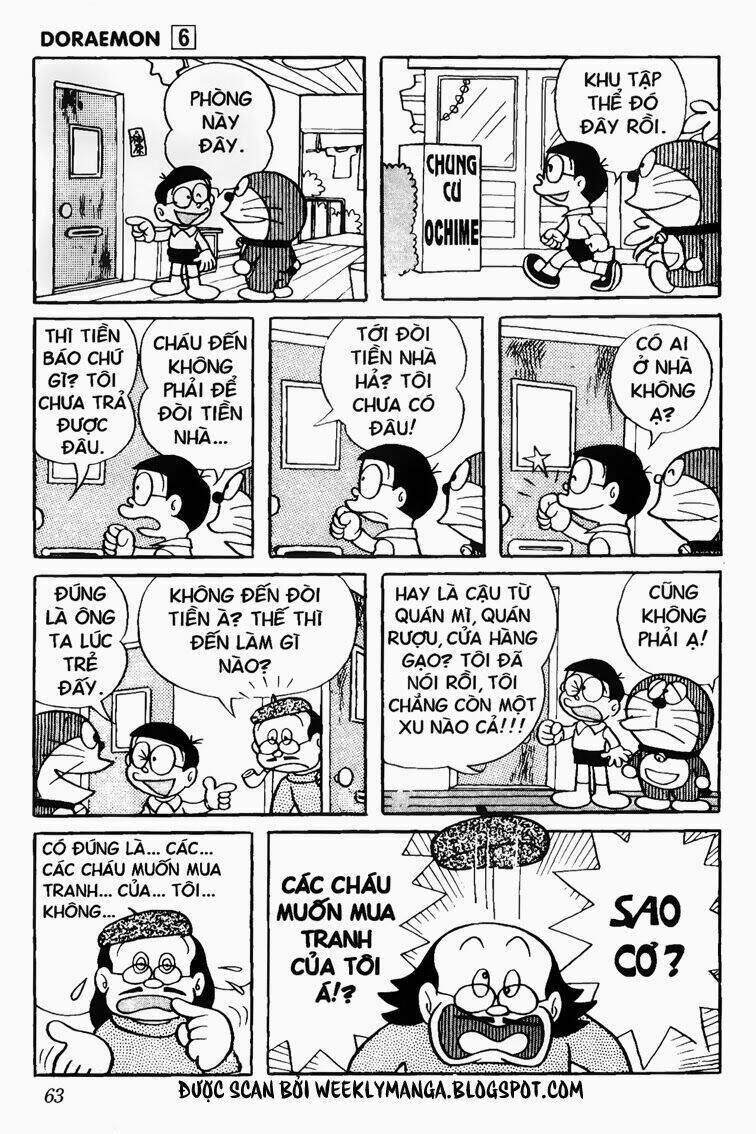 DORAEMON 6
KHU TẬP
THỂ ĐÓ
ĐÂY RỒI.
CHUNG
CƯ
OCHIME
PHÒNG
NÀY
ĐÂY.
CÓ AI
Ở NHÀ
KHÔNG
Ạ?
TỚI ĐÒI
TIỀN NHÀ
HẢ? TÔI
CHƯA CÓ
ĐÂU!
CHÁU ĐẾN
KHÔNG
PHẢI ĐỂ
ĐÒI TIỀN
NHÀ...
THÌ TIỀN
BÁO CHỨ
GÌ? TÔI
CHƯA TRẢ
ĐƯỢC
ĐÂU.
CŨNG
KHÔNG
PHẢI Ạ!
HAY LÀ CẬU TỪ
QUÁN MÌ, QUÁN
RƯỢU, CỬA HÀNG
GẠO? TÔI ĐÃ
NÓI RỒI, TÔI
CHẲNG CÒN MỘT
XU NÀO CẢ!!!
KHÔNG ĐẾN ĐÒI
TIỀN À? THẾ THÌ
ĐẾN LÀM GÌ
NÀO?
ĐÚNG
LÀ ÔNG
TA LÚC
TRẺ
ĐẤY.
SAO
CƠ?
CÁC CHÁU
MUỐN MUA
TRANH
CỦA TÔI
Á!?
CÓ ĐÚNG LÀ... CÁC...
CÁC CHÁU MUỐN MUA
TRANH... CỦA... TÔI...
KHÔNG...
63
ĐƯỢC SCAN BỞI WEEKLYMANGA.BLOGSPOT.COM